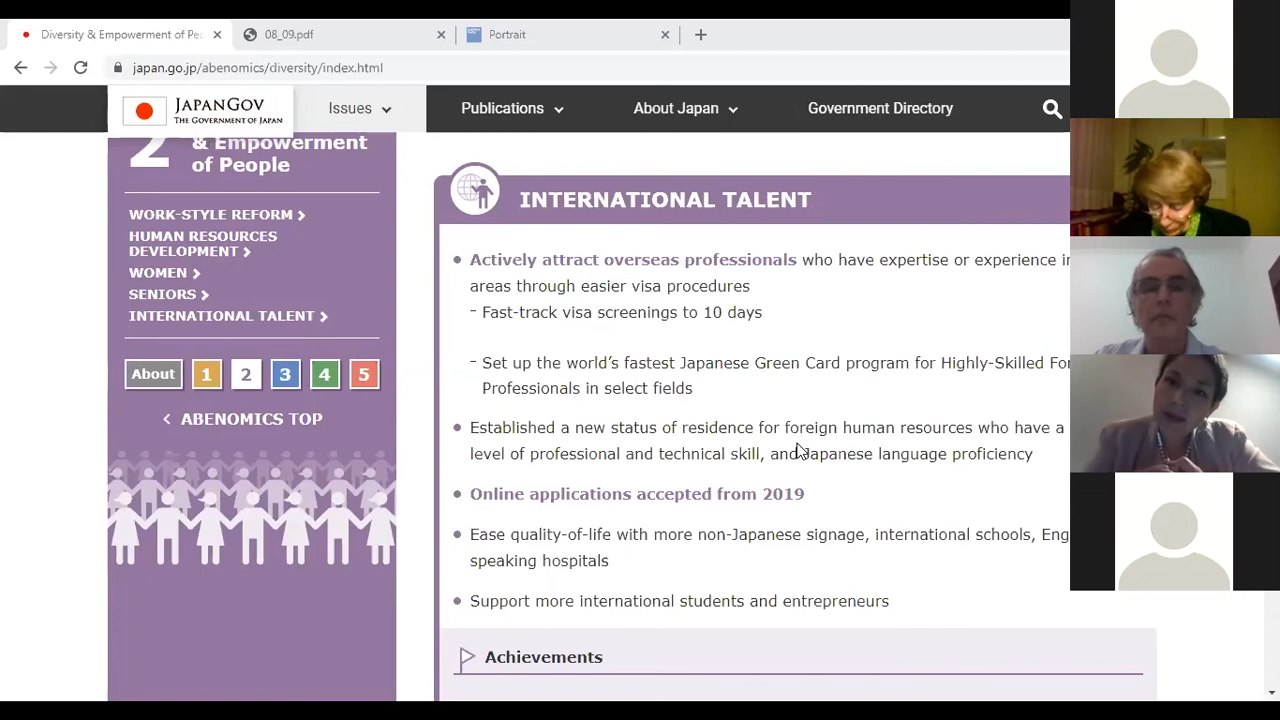 Diversity & Empowerment of Pe
08_09.pdf
Portrait
japan.go.jp/abenomics/diversity/index.html
JAPANGOV
THE GOVERNMENT OF JAPAN
Issues
Publications
About Japan
Government Directory
2
& Empowerment
of People
WORK-STYLE REFORM
HUMAN RESOURCES
DEVELOPMENT
WOMEN
SENIORS
INTERNATIONAL TALENT
About 1 2 3 4 5
ABENOMICS TOP
INTERNATIONAL TALENT
Actively attract overseas professionals who have expertise or experience
areas through easier visa procedures
- Fast-track visa screenings to 10 days
- Set up the world's fastest Japanese Green Card program for Highly-Skilled
Professionals in select fields
Established a new status of residence for foreign human resources who have a
level of professional and technical skill, and Japanese language proficiency
Online applications accepted from 2019
Ease quality-of-life with more non-Japanese signage, international schools,
speaking hospitals
Support more international students and entrepreneurs
Achievements